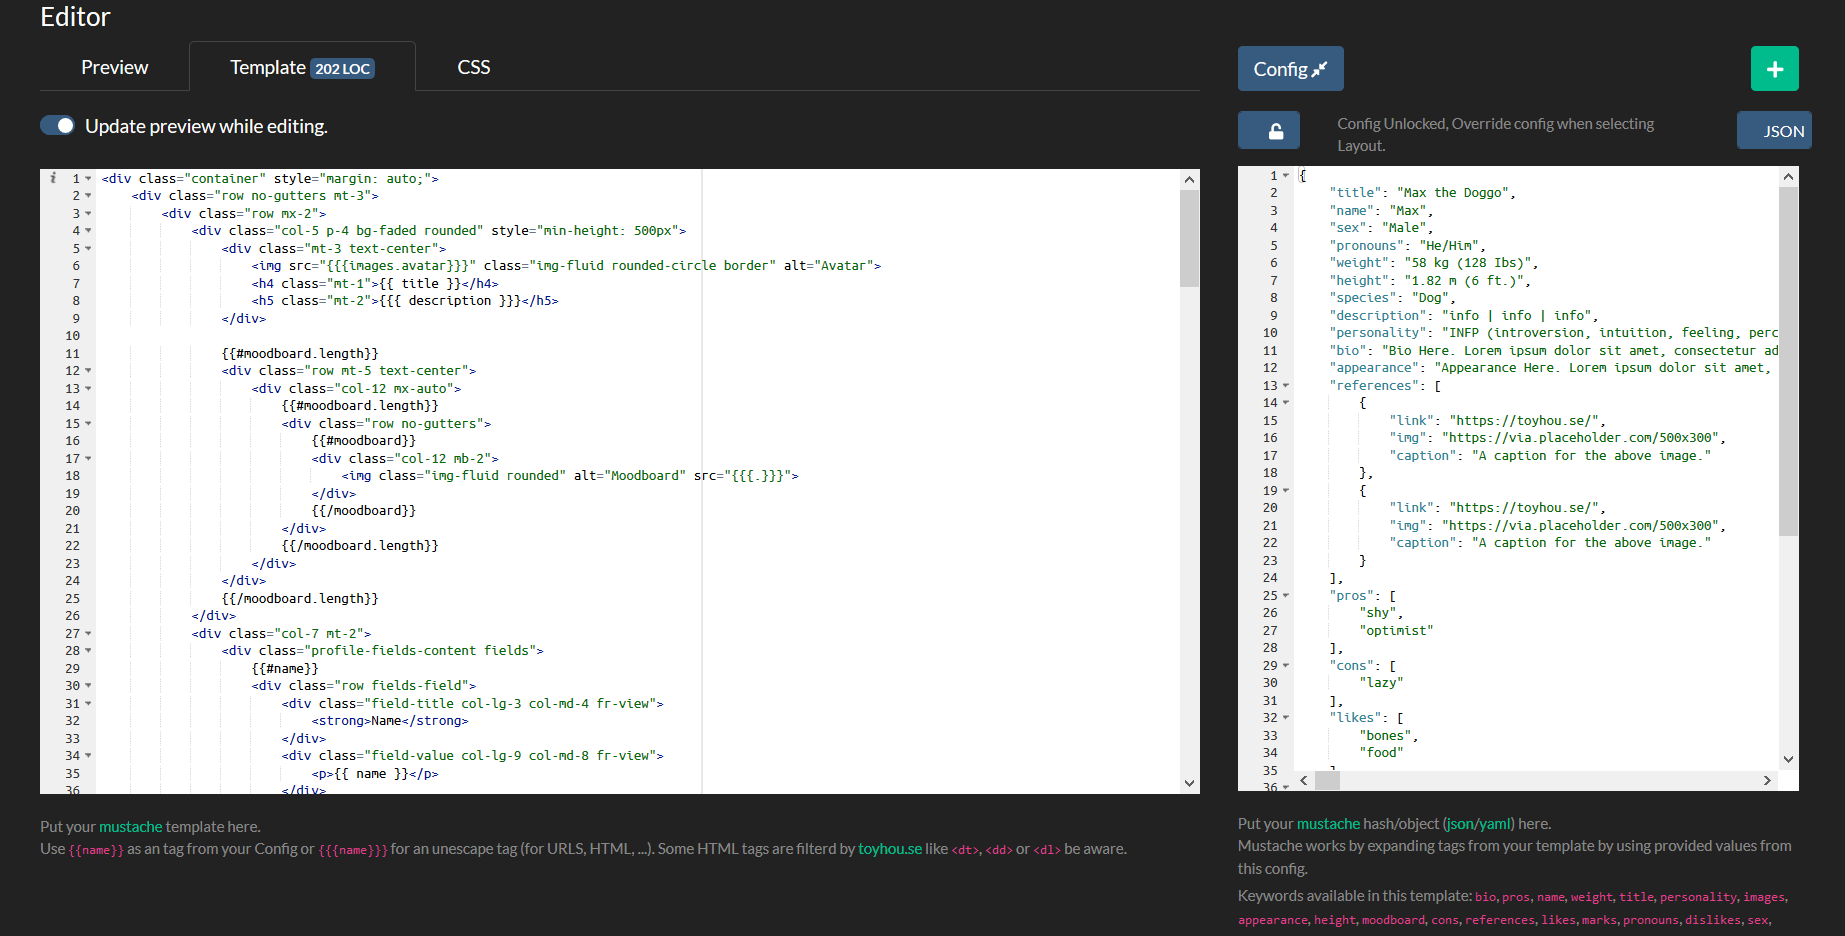 Editor
Preview
Template 202 LOC
CSS
Update preview while editing.
1 <div class="container" style="margin: auto;">
2 <div class="row no-gutters mt-3">
3 <div class="row mx-2">
4 <div class="col-5 p-4 bg-faded rounded" style="min-height: 500px">
5 <div class="mt-3 text-center">
6 <img src="{{{images.avatar}}}" class="img-fluid rounded-circle border" alt="Avatar">
7 <h4 class="mt-1">{{ title }}</h4>
8 <h5 class="mt-2">{{{ description }}}</h5>
9 </div>
10
11 {{#moodboard.length}}
12 <div class="row mt-5 text-center">
13 <div class="col-12 mx-auto">
14 {{#moodboard.length}}
15 <div class="row no-gutters">
16 {{#moodboard}}
17 <div class="col-12 mb-2">
18 <img class="img-fluid rounded" alt="Moodboard" src="{{{.}}}">
19 </div>
20 {{/moodboard}}
21 </div>
22 {{/moodboard.length}}
23 </div>
24 </div>
25 {{/moodboard.length}}
26 </div>
27 <div class="col-7 mt-2">
28 <div class="profile-fields-content fields">
29 {{#name}}
30 <div class="row fields-field">
31 <div class="field-title col-lg-3 col-md-4 fr-view">
32 <strong>Name</strong>
33 </div>
34 <div class="field-value col-lg-9 col-md-8 fr-view">
35 <p>{{ name }}</p>
36 </div>
Put your mustache template here.
Use {{name}} as an tag from your Config or {{{name}}} for an unescape tag (for URLS, HTML, ...). Some HTML tags are filterd by toyhou.se like <dt>, <dd> or <dl> be aware.
Config
+
Config Unlocked, Override config when selecting
Layout.
JSON
1 {
2 "title": "Max the Doggo",
3 "name": "Max",
4 "sex": "Male",
5 "pronouns": "He/Him",
6 "weight": "58 kg (128 Ibs)",
7 "height": "1.82 m (6 ft.)",
8 "species": "Dog",
9 "description": "info | info | info",
10 "personality": "INFP (introversion, intuition, feeling, perc
11 "bio": "Bio Here. Lorem ipsum dolor sit amet, consectetur ad
12 "appearance": "Appearance Here. Lorem ipsum dolor sit amet,
13 "references": [
14 {
15 "link": "https://toyhou.se/",
16 "img": "https://via.placeholder.com/500x300",
17 "caption": "A caption for the above image."
18 },
19 {
20 "link": "https://toyhou.se/",
21 "img": "https://via.placeholder.com/500x300",
22 "caption": "A caption for the above image."
23 }
24 ],
25 "pros": [
26 "shy",
27 "optimist"
28 ],
29 "cons": [
30 "lazy"
31 ],
32 "likes": [
33 "bones",
34 "food"
35 ]
36
Put your mustache hash/object (json/yaml) here.
Mustache works by expanding tags from your template by using provided values from
this config.
Keywords available in this template: bio, pros, name, weight, title, personality, images,
appearance, height, moodboard, cons, references, likes, marks, pronouns, dislikes, sex,